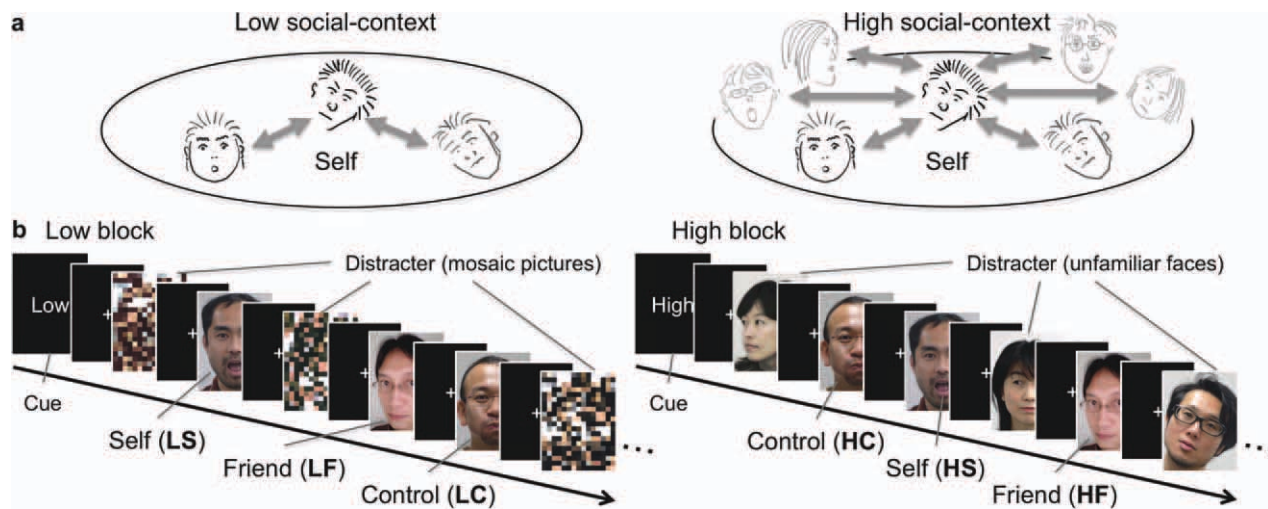 a
Low social-context
High social-context
Self
Self
b Low block
High block
Distracter (mosaic pictures)
Distracter (unfamiliar faces)
Low
High
Cue
Cue
Self (LS)
Friend (LF)
Control (LC)
...
Control (HC)
Self (HS)
Friend (HF)
...